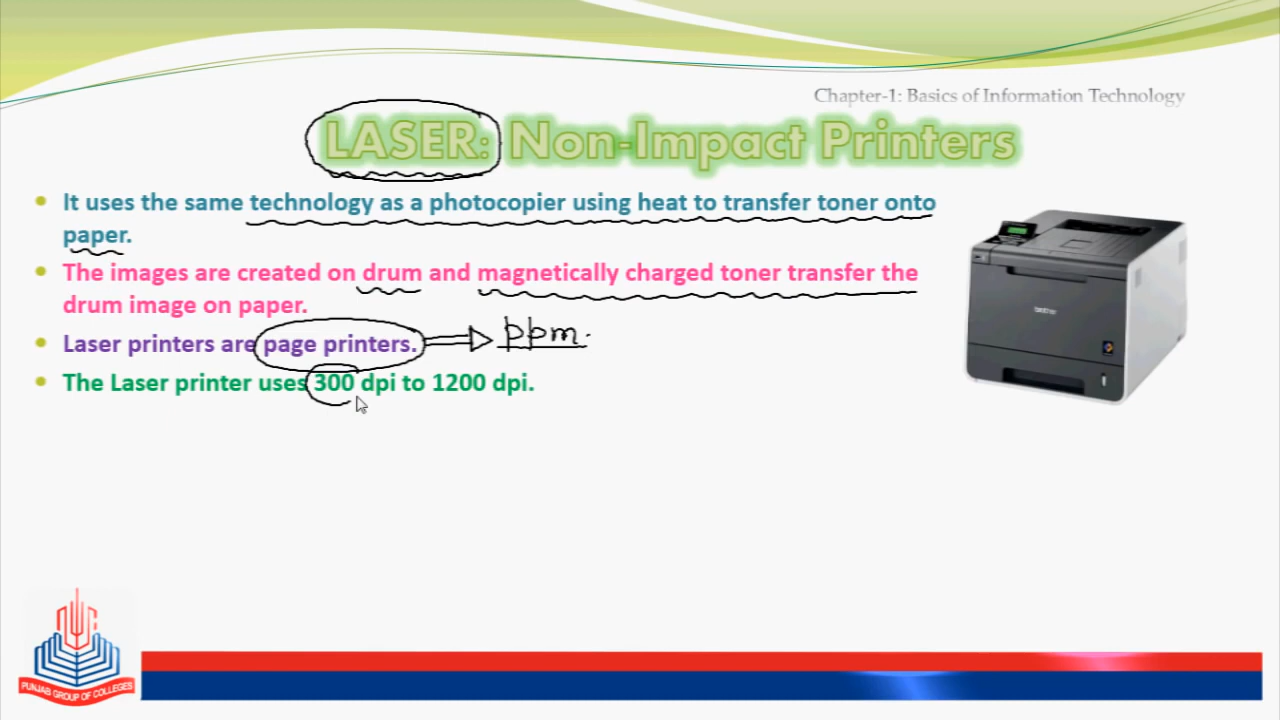 Chapter-1: Basics of Information Technology
LASER: Non-Impact Printers
It uses the same technology as a photocopier using heat to transfer toner onto
paper.
The images are created on drum and magnetically charged toner transfer the
drum image on paper.
Laser printers are page printers. ppm.
The Laser printer uses 300 dpi to 1200 dpi.
brother
PUNJAB GROUP OF COLLEGES